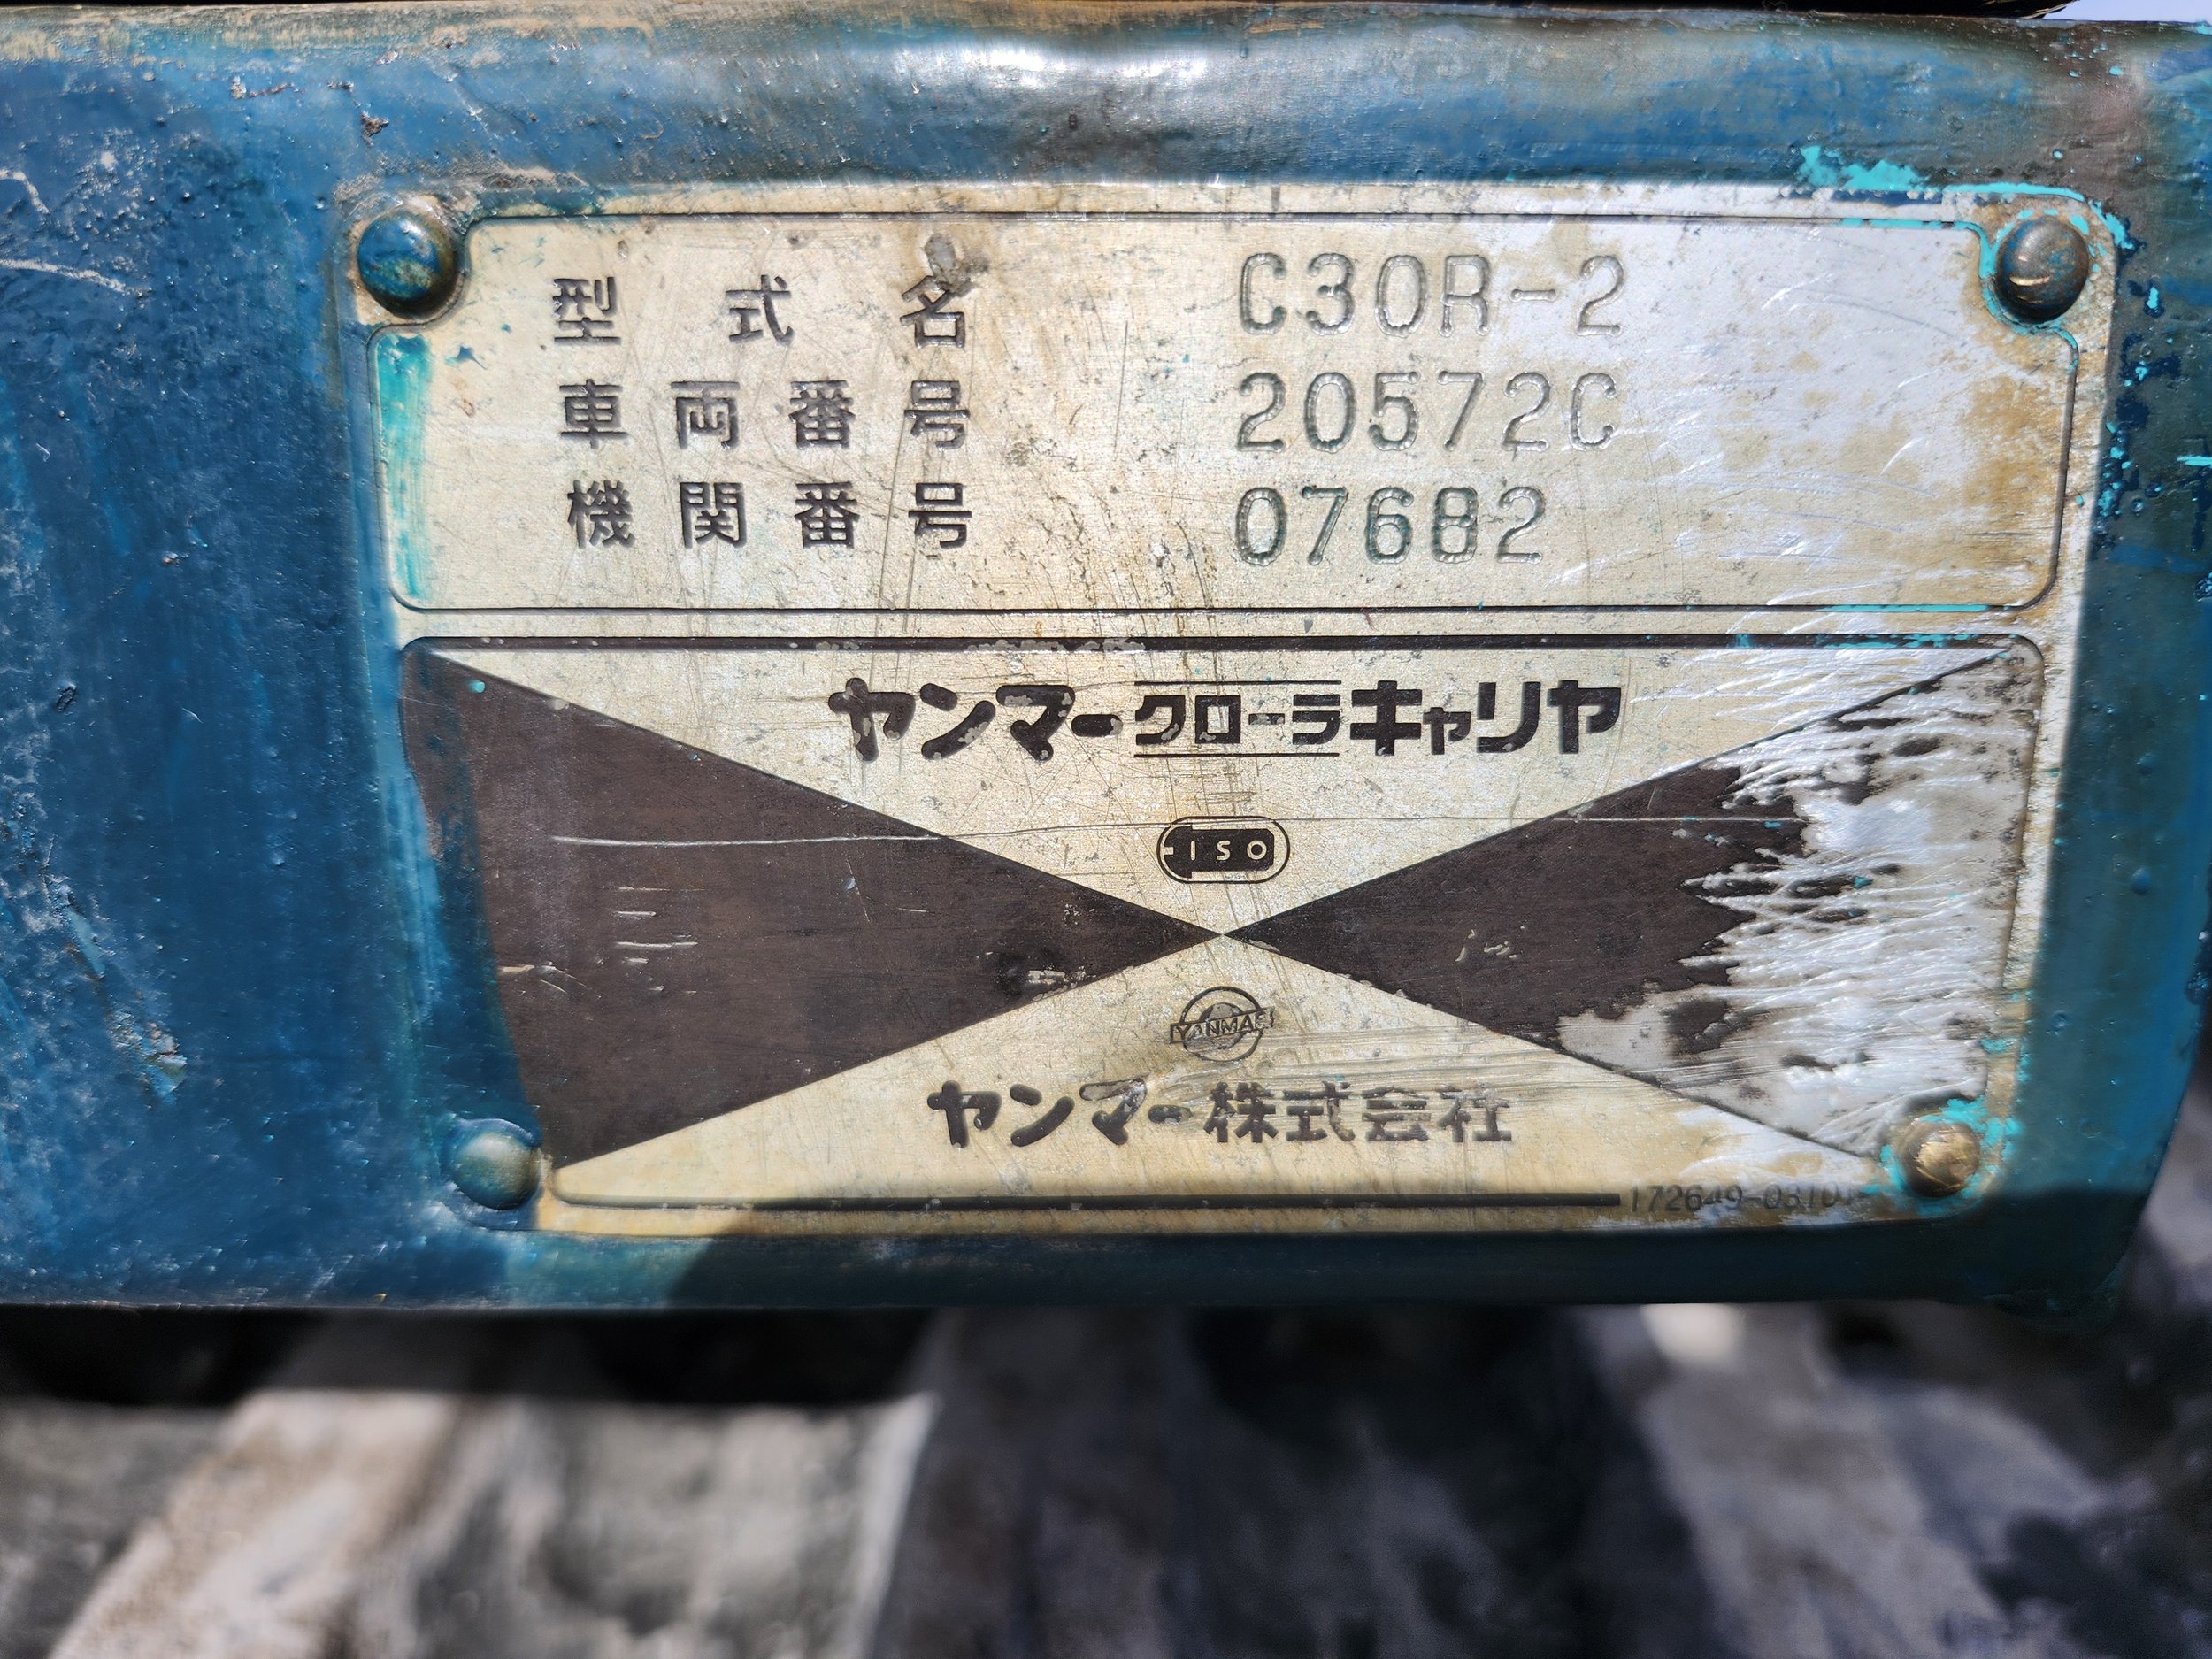 型式名 C30R-2
車両番号 20572C
機関番号 07682
ヤンマークローラキャリヤ
ISO
YANMAR
ヤンマー株式会社